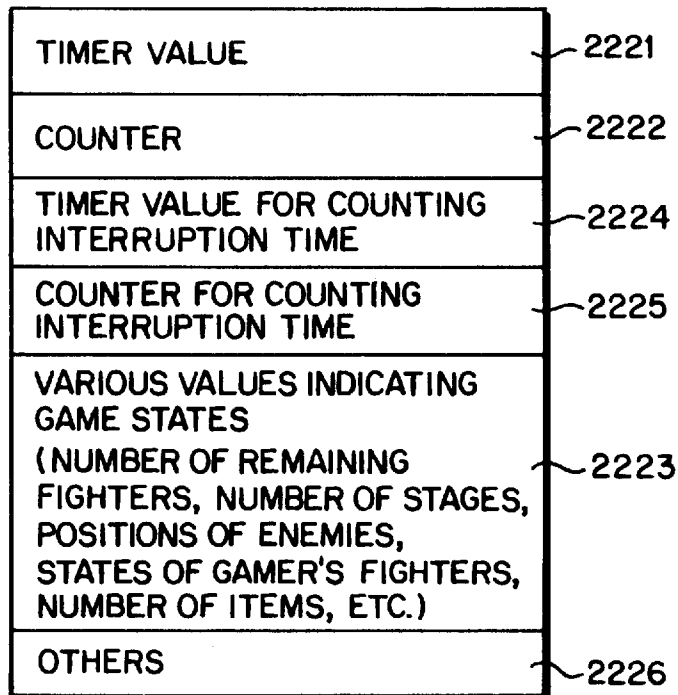 TIMER VALUE 2221
COUNTER 2222
TIMER VALUE FOR COUNTING
INTERRUPTION TIME 2224
COUNTER FOR COUNTING
INTERRUPTION TIME 2225
VARIOUS VALUES INDICATING
GAME STATES
(NUMBER OF REMAINING
FIGHTERS, NUMBER OF STAGES,
POSITIONS OF ENEMIES,
STATES OF GAMER'S FIGHTERS,
NUMBER OF ITEMS, ETC.)
2223
OTHERS 2226